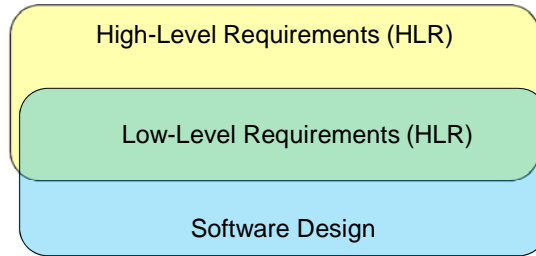 High-Level Requirements (HLR)
Low-Level Requirements (HLR)
Software Design